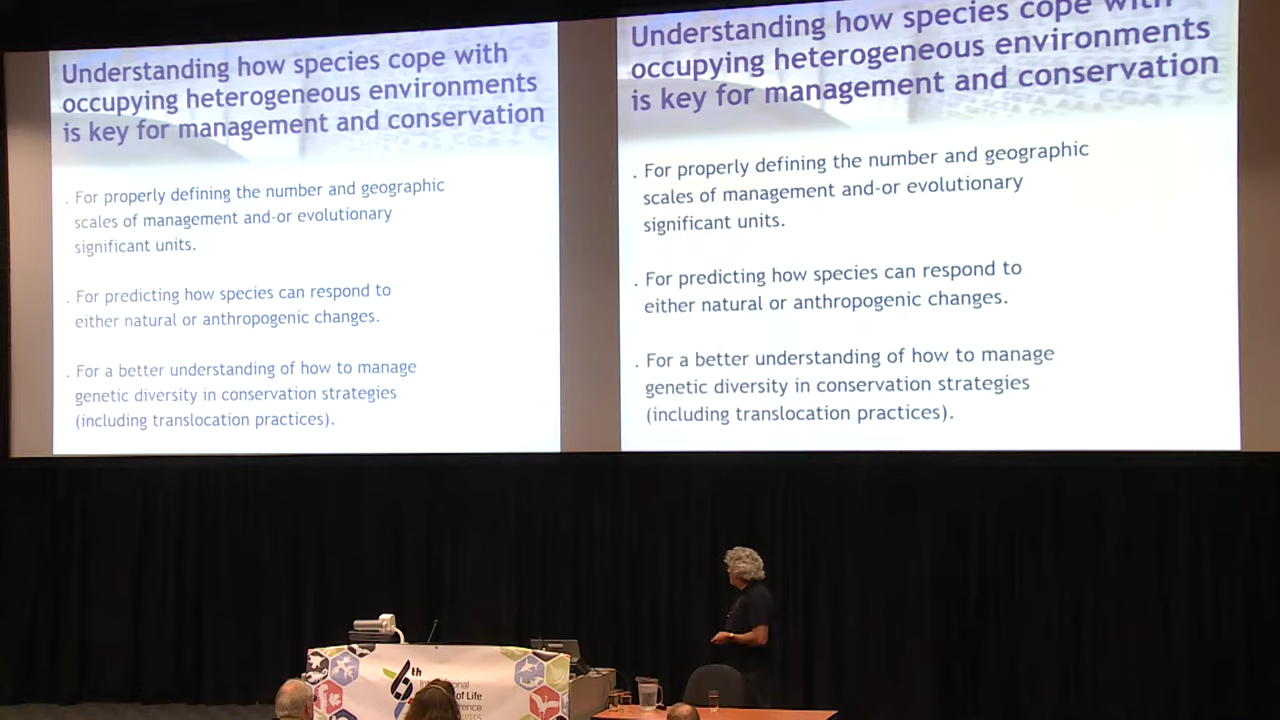 Understanding how species cope with
occupying heterogeneous environments
is key for management and conservation
. For properly defining the number and geographic
scales of management and-or evolutionary
significant units.
. For predicting how species can respond to
either natural or anthropogenic changes.
. For a better understanding of how to manage
genetic diversity in conservation strategies
(including translocation practices).
Understanding how species cope with
occupying heterogeneous environments
is key for management and conservation
. For properly defining the number and geographic
scales of management and-or evolutionary
significant units.
. For predicting how species can respond to
either natural or anthropogenic changes.
. For a better understanding of how to manage
genetic diversity in conservation strategies
(including translocation practices).
6th
of Life